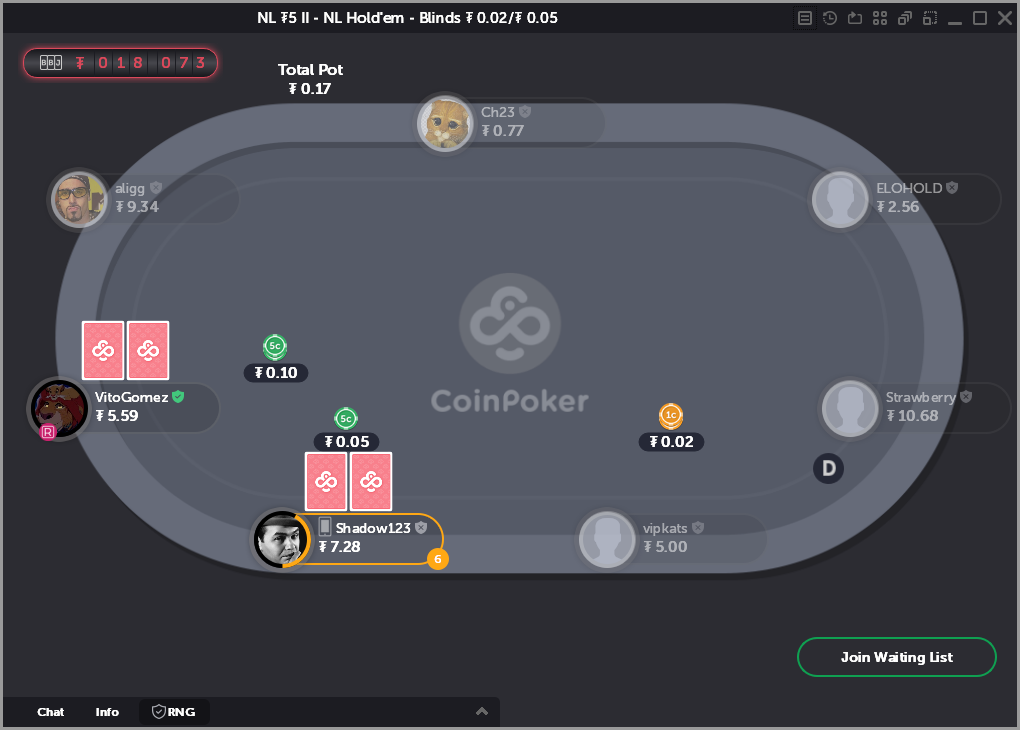 NL ₮5 II - NL Hold'em - Blinds ₮ 0.02/₮ 0.05
BBJ ₮ 018 073
Total Pot
₮ 0.17
Ch23
₮ 0.77
aligg
₮ 9.34
ELOHOLD
₮ 2.56
5c
₮ 0.10
CoinPoker
VitoGomez
₮ 5.59
R
5c
₮ 0.05
1c
₮ 0.02
Strawberry
₮ 10.68
D
Shadow123
₮ 7.28
6
vipkats
₮ 5.00
Join Waiting List
Chat Info RNG